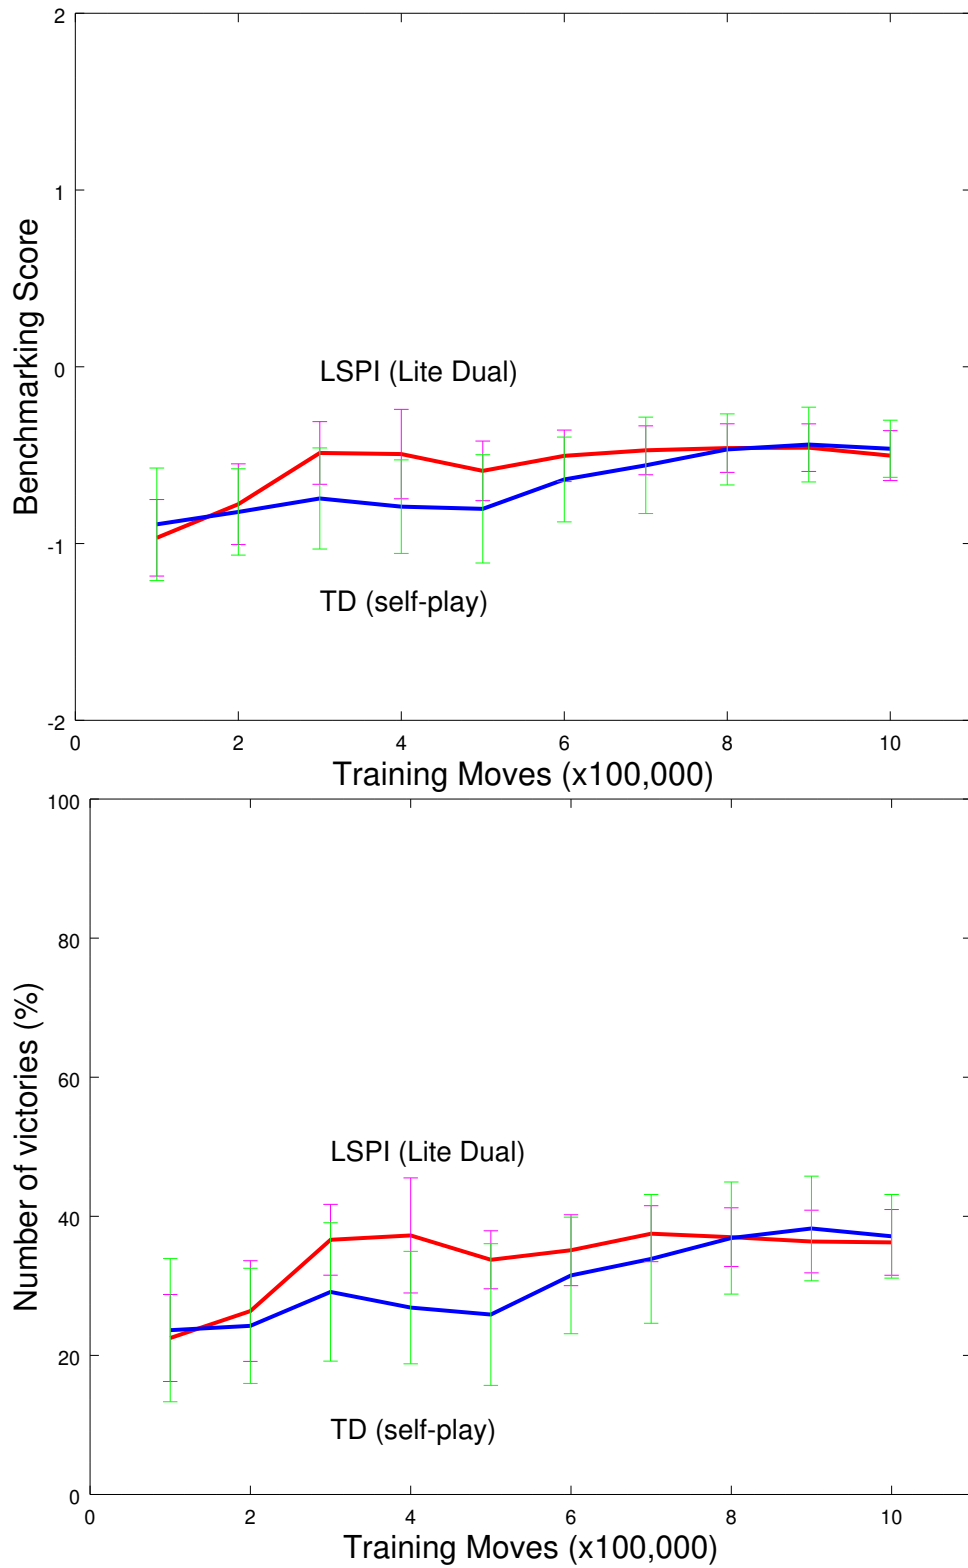 2
1
0
-1
-2
Benchmarking Score
LSPI (Lite Dual)
TD (self-play)
0 2 4 6 8 10
Training Moves (x100,000)
100
80
60
40
20
0
Number of victories (%)
LSPI (Lite Dual)
TD (self-play)
0 2 4 6 8 10
Training Moves (x100,000)